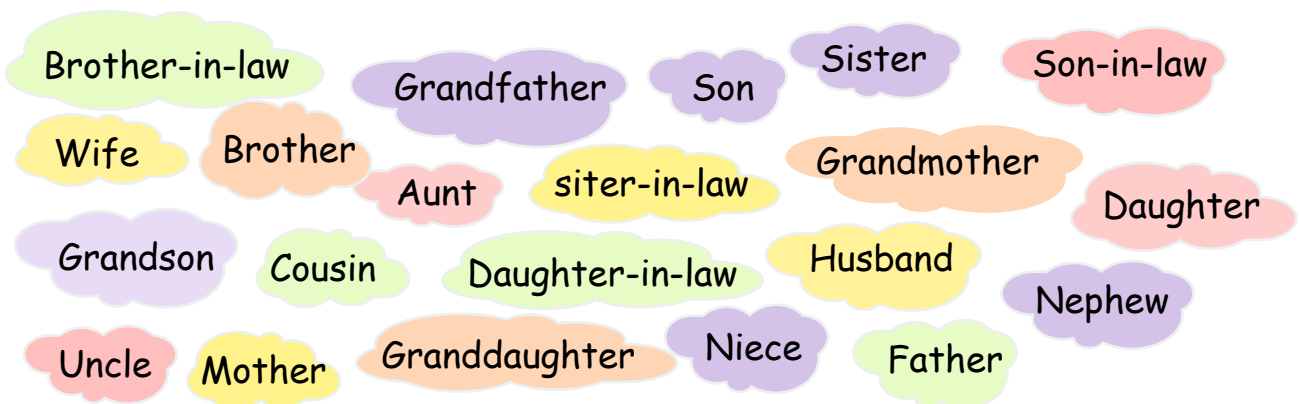 Brother-in-law
Grandfather
Son
Sister
Son-in-law
Wife
Brother
Aunt
siter-in-law
Grandmother
Daughter
Grandson
Cousin
Daughter-in-law
Husband
Nephew
Uncle
Mother
Granddaughter
Niece
Father